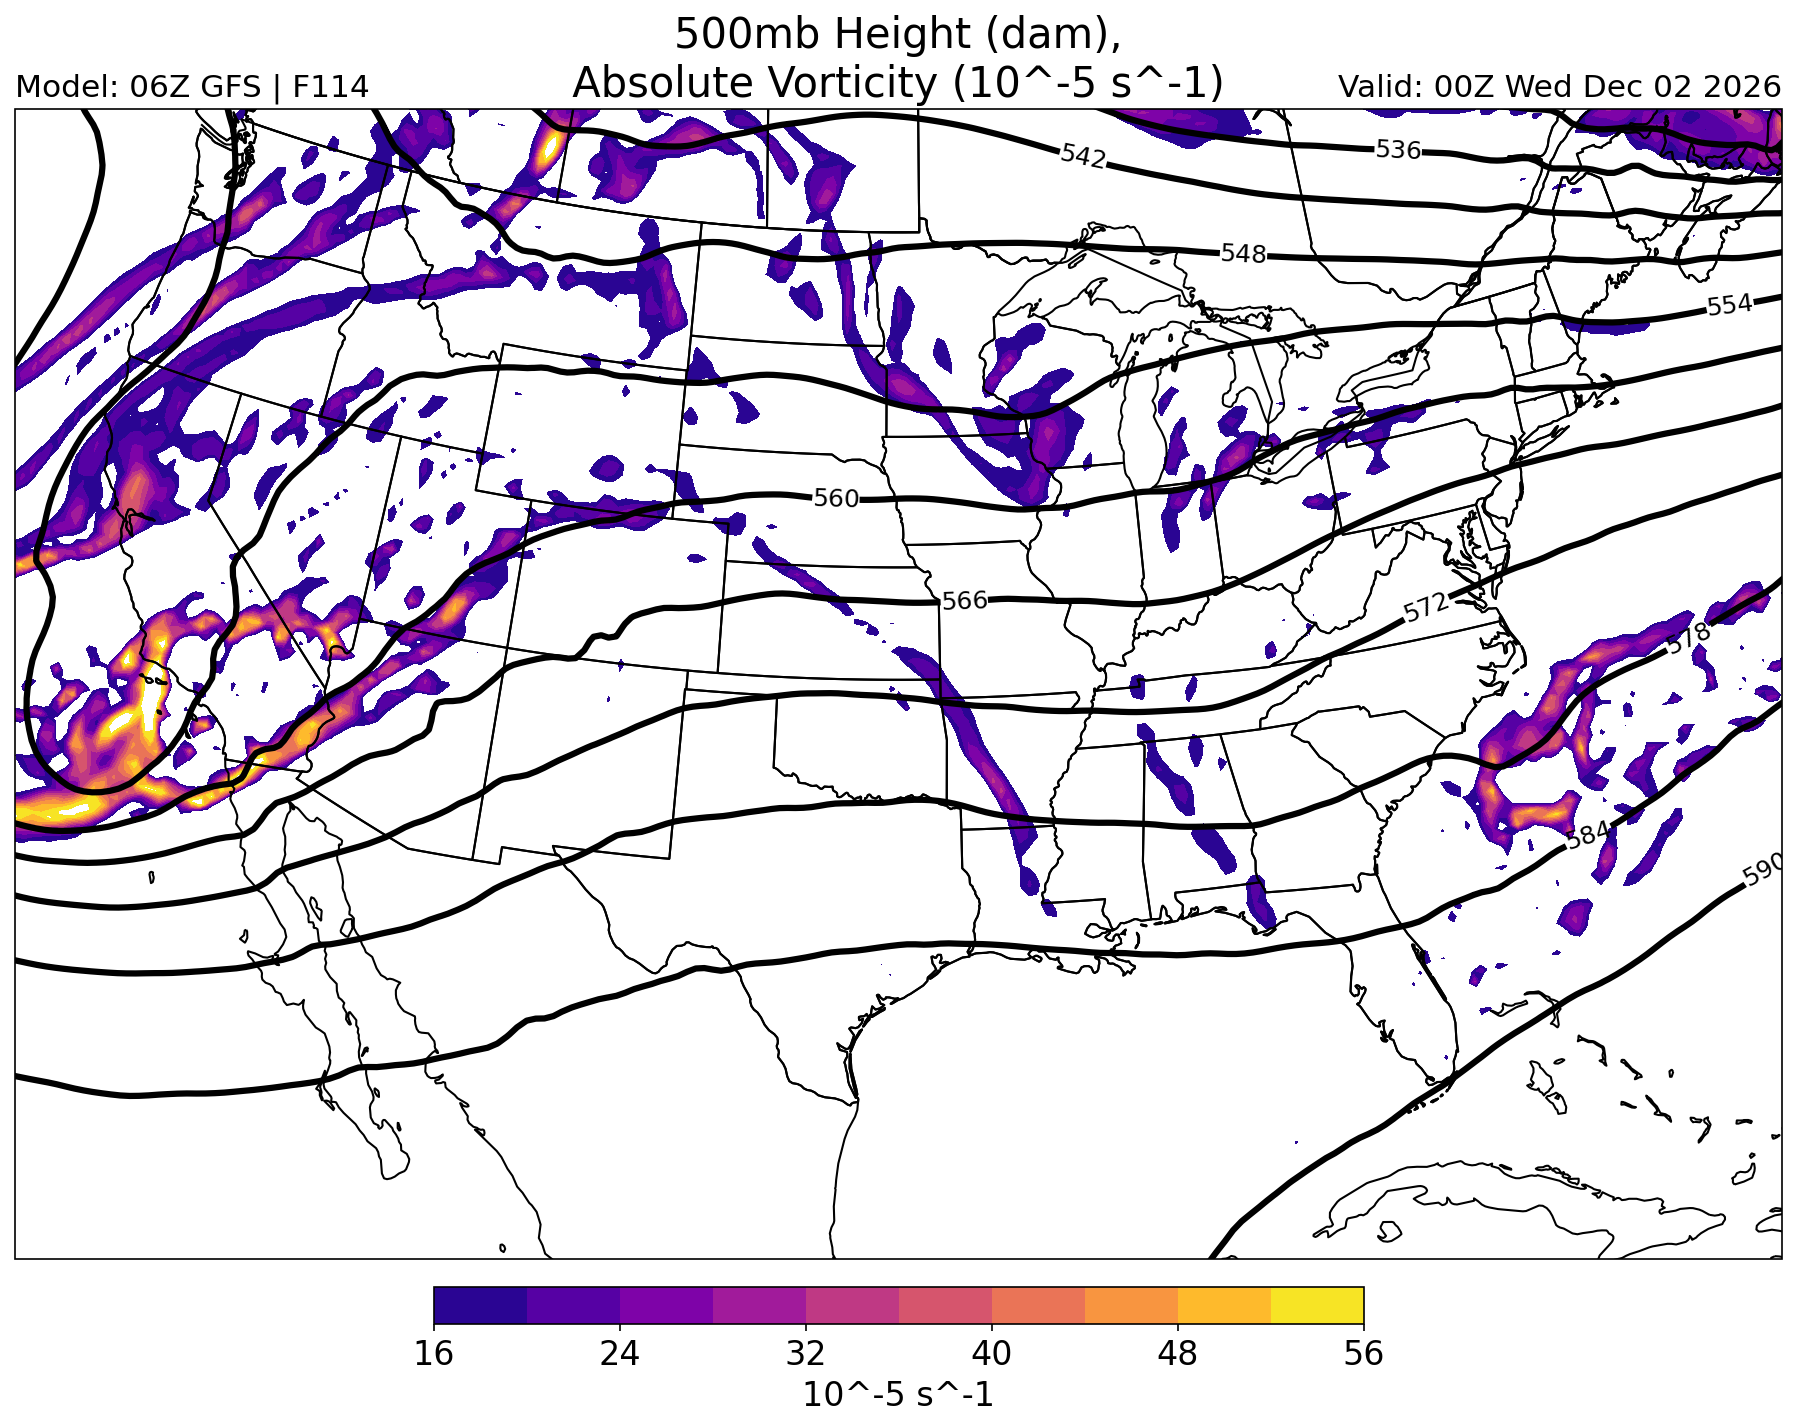 500mb Height (dam),
Absolute Vorticity (10^-5 s^-1)
Model: 06Z GFS | F114
Valid: 00Z Wed Dec 02 2026
542
536
548
554
560
566
572
578
584
590
16 24 32 40 48 56
10^-5 s^-1